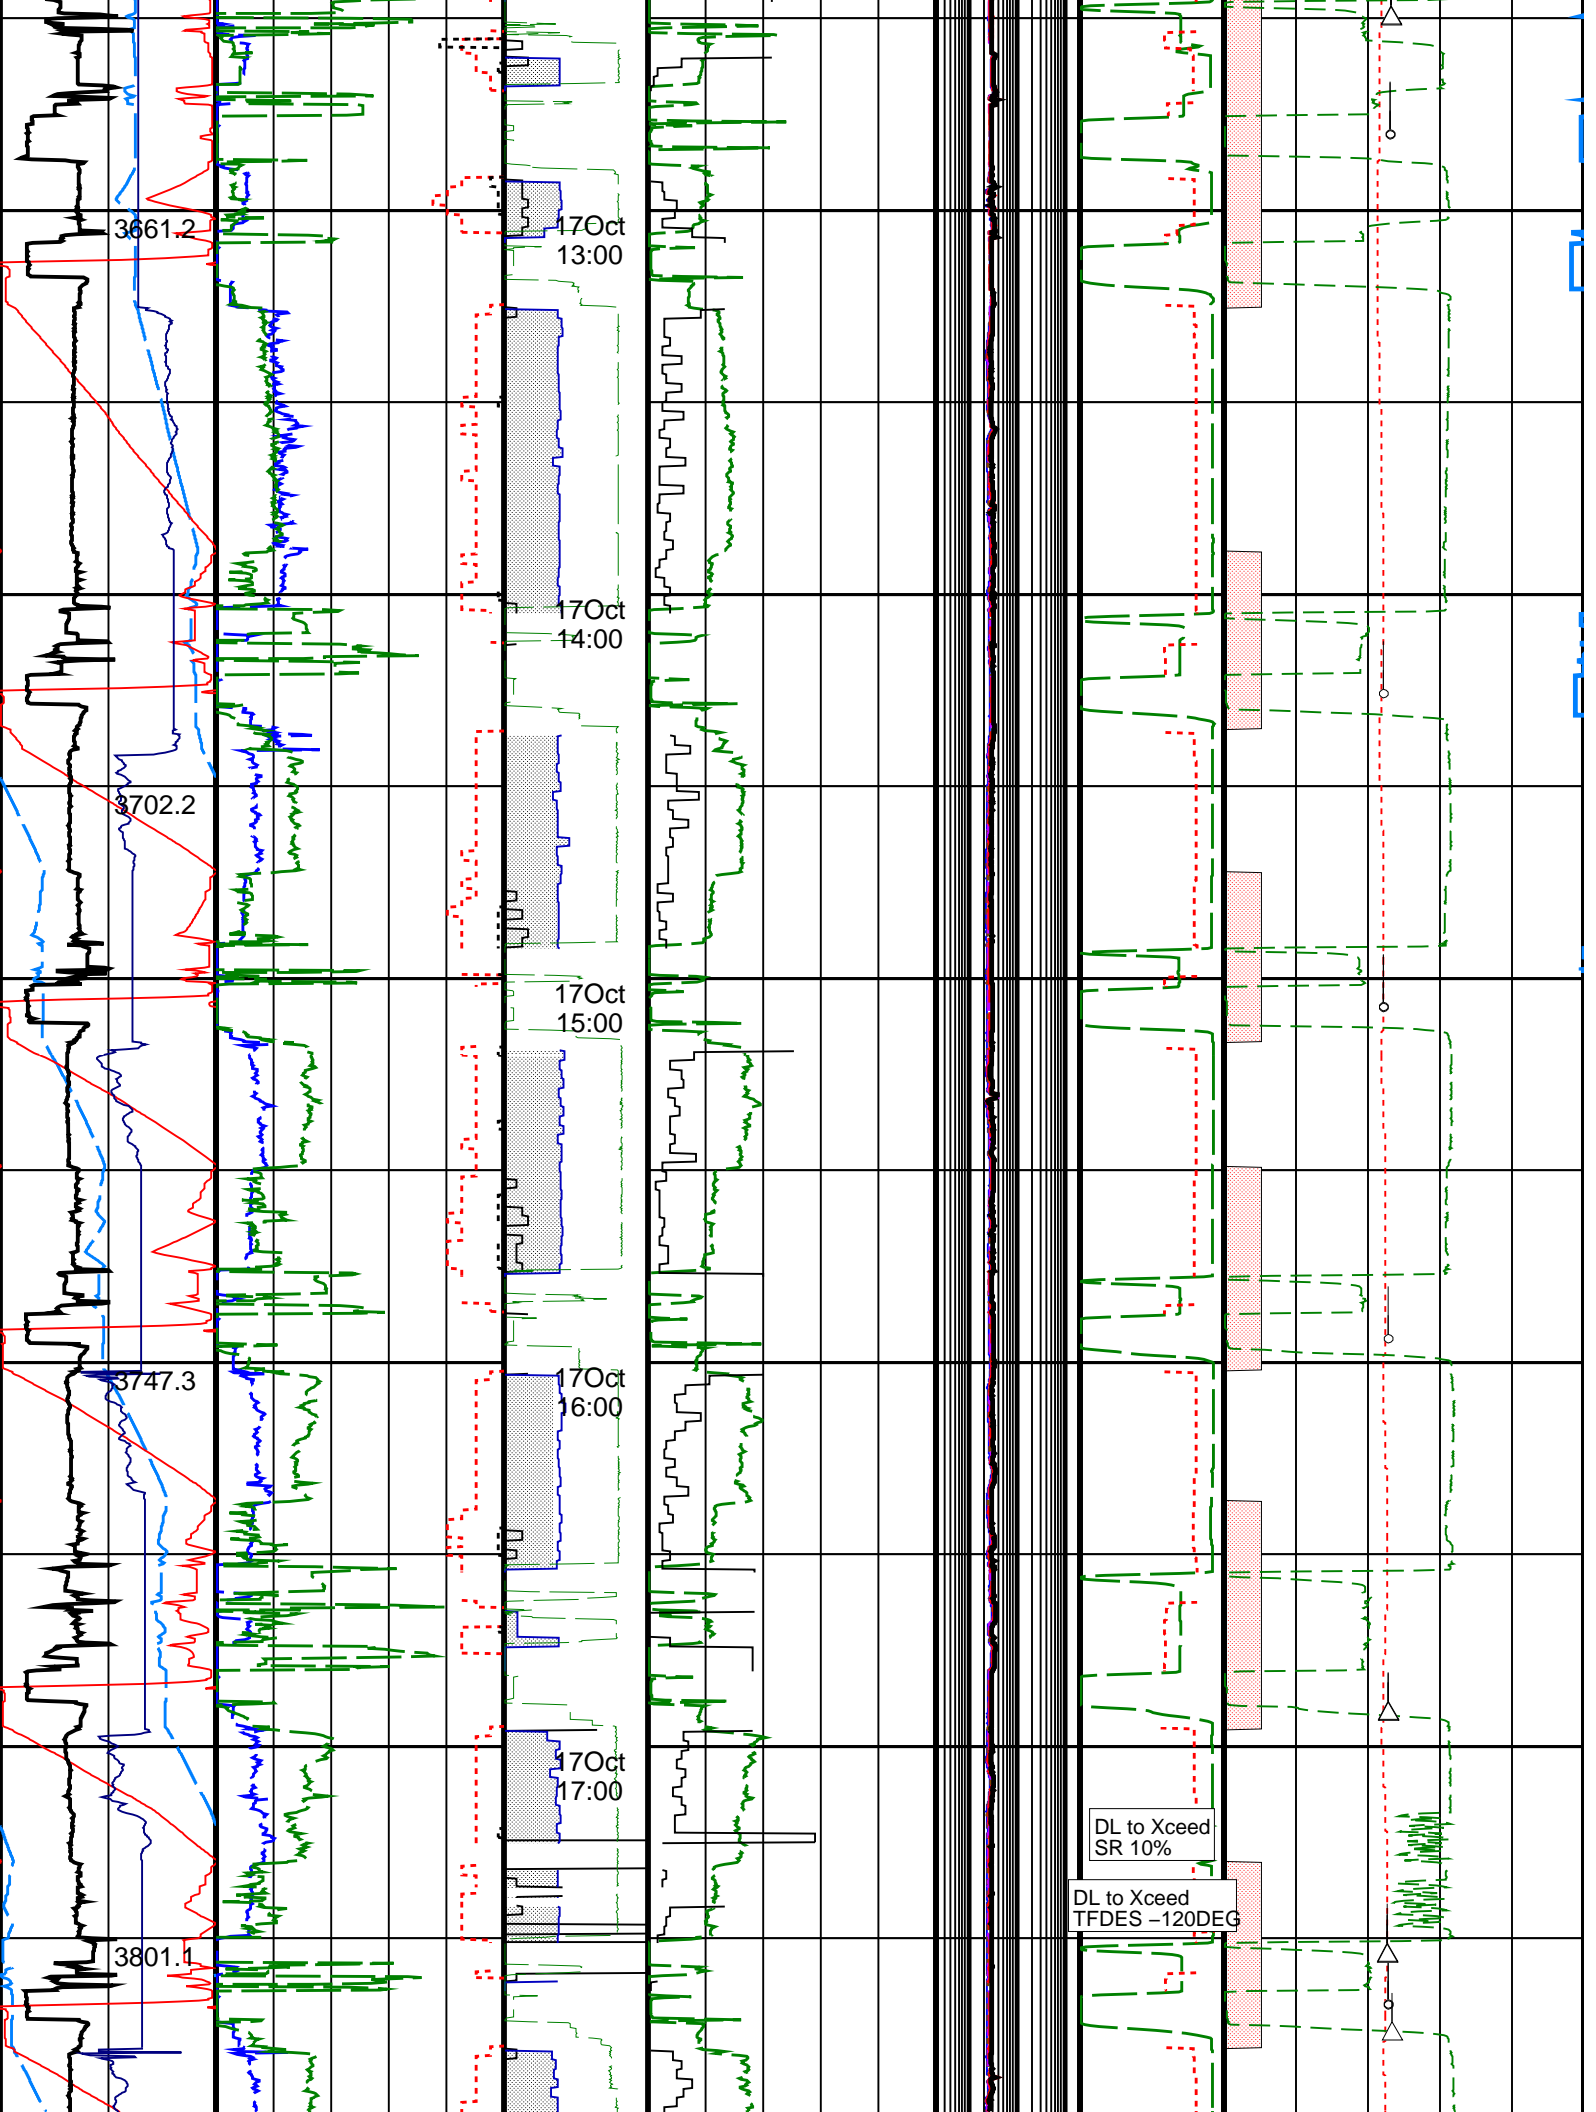 3661.2
17Oct
13:00
17Oct
14:00
3702.2
17Oct
15:00
3747.3
17Oct
16:00
17Oct
17:00
DL to Xceed
SR 10%
DL to Xceed
TFDES –120DEG
3801.1